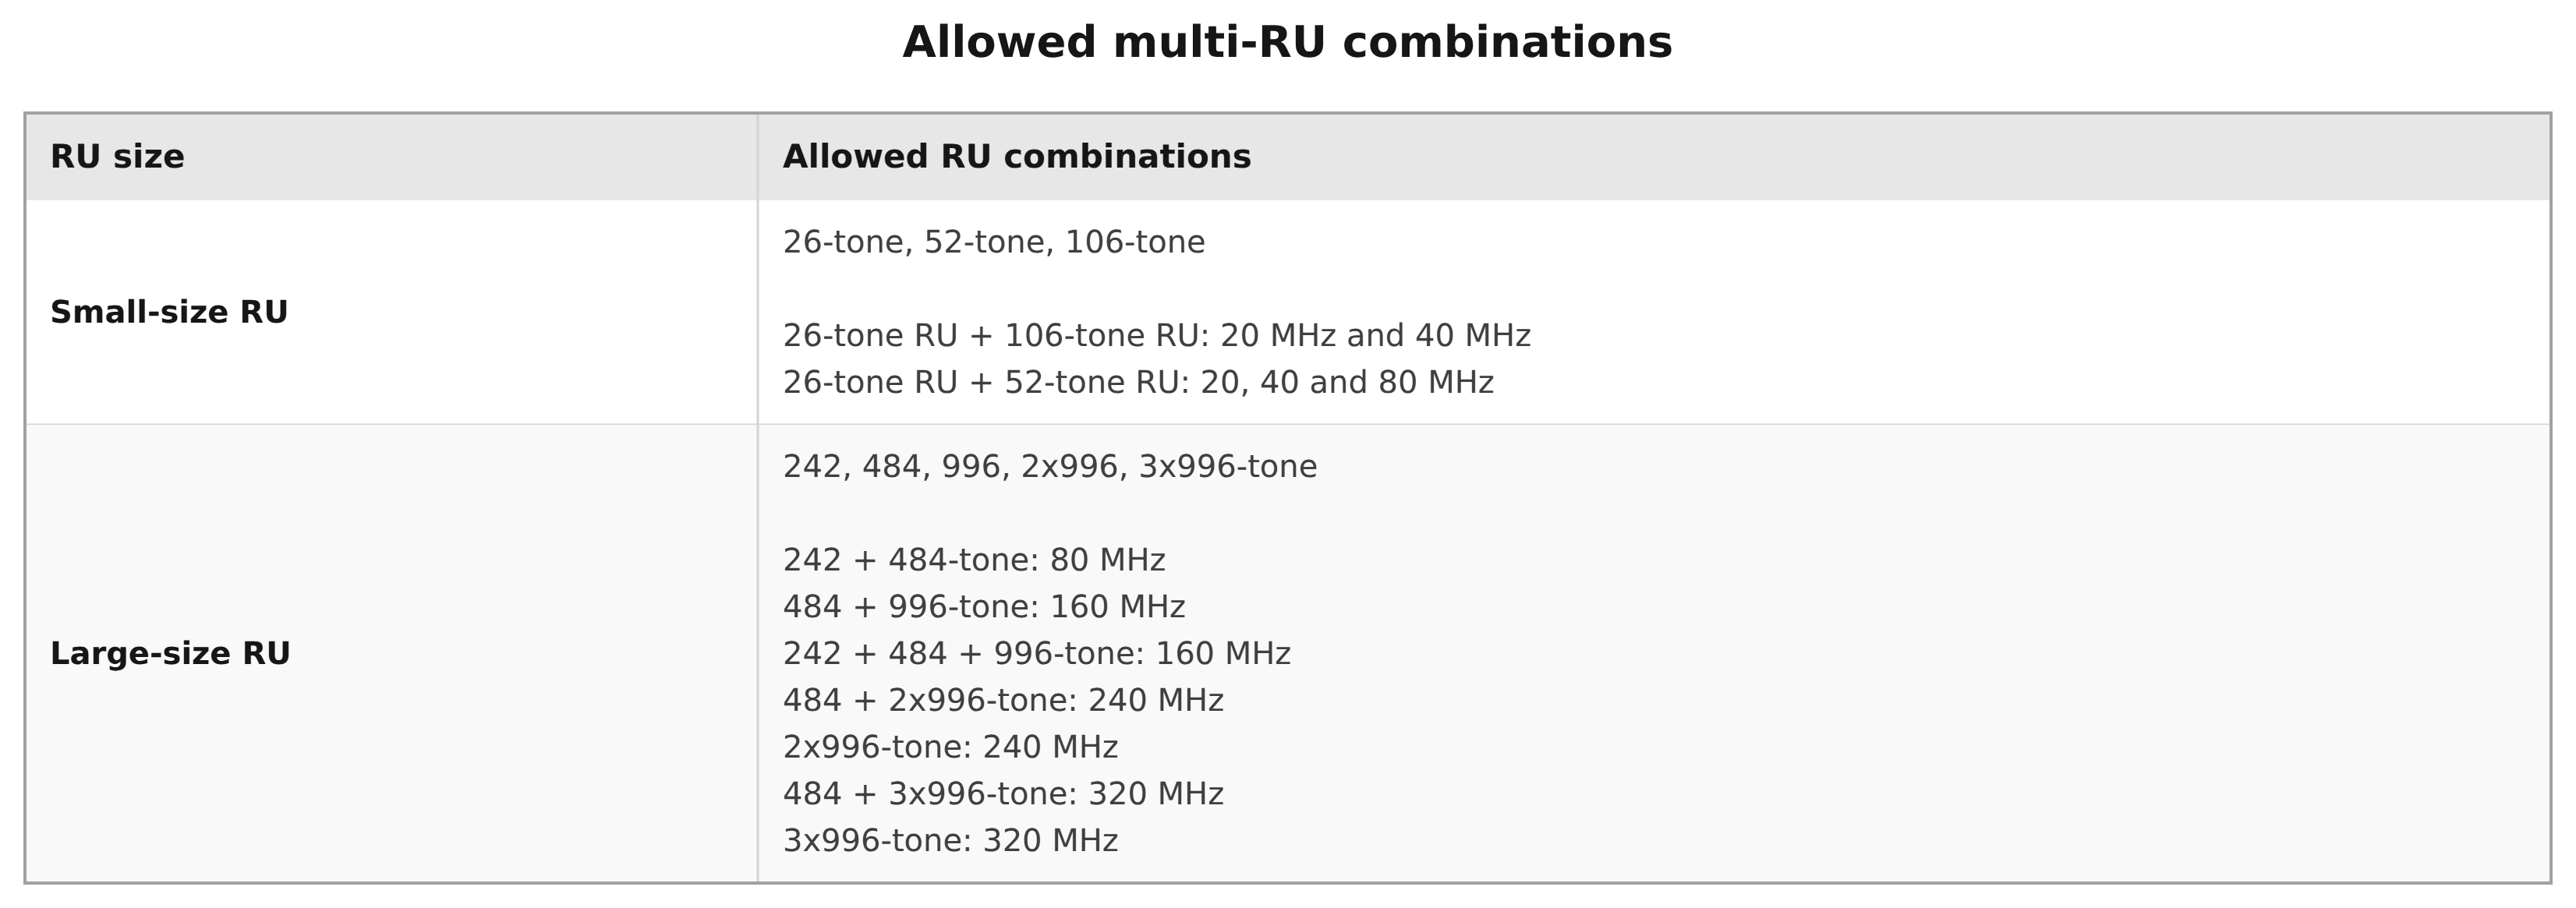 Allowed multi-RU combinations
RU size
Allowed RU combinations
Small-size RU
26-tone, 52-tone, 106-tone
26-tone RU + 106-tone RU: 20 MHz and 40 MHz
26-tone RU + 52-tone RU: 20, 40 and 80 MHz
Large-size RU
242, 484, 996, 2x996, 3x996-tone
242 + 484-tone: 80 MHz
484 + 996-tone: 160 MHz
242 + 484 + 996-tone: 160 MHz
484 + 2x996-tone: 240 MHz
2x996-tone: 240 MHz
484 + 3x996-tone: 320 MHz
3x996-tone: 320 MHz